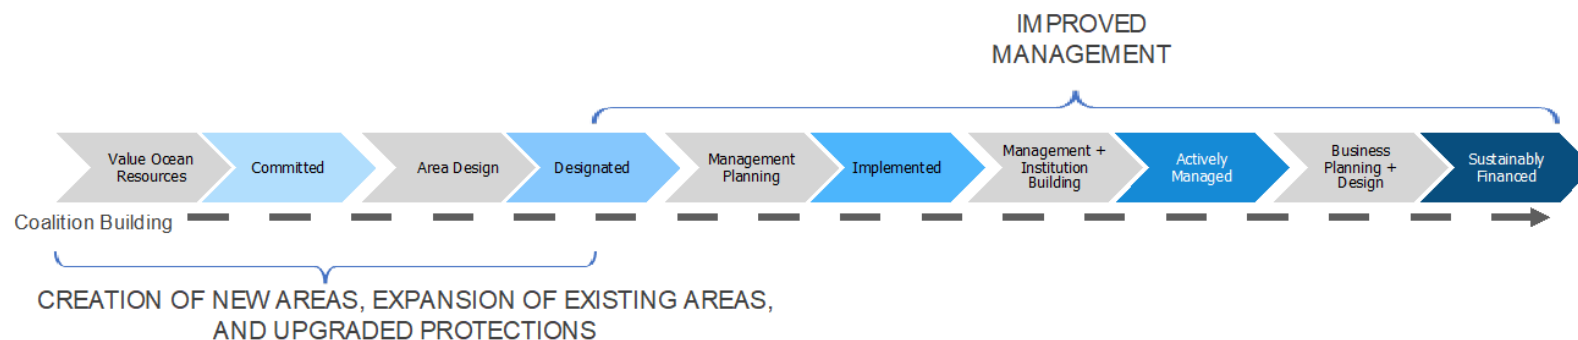 IMPROVED
MANAGEMENT
Value Ocean
Resources
Committed
Area Design
Designated
Management
Planning
Implemented
Management +
Institution
Building
Actively
Managed
Business
Planning +
Design
Sustainably
Financed
Coalition Building
CREATION OF NEW AREAS, EXPANSION OF EXISTING AREAS,
AND UPGRADED PROTECTIONS